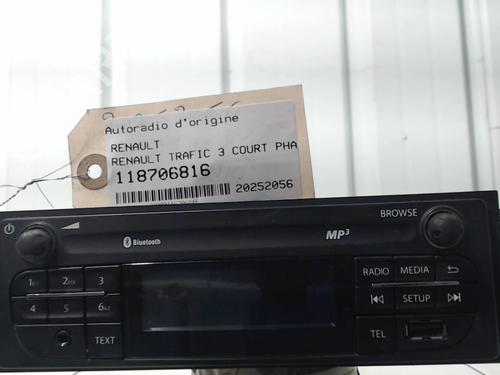 Autoradio d'origine
RENAULT
RENAULT TRAFIC 3 COURT PHA
118706816
20252056
BROWSE
Bluetooth
MP3
1
2
3
RADIO
MEDIA
4
5
6
SETUP
TEXT
TEL